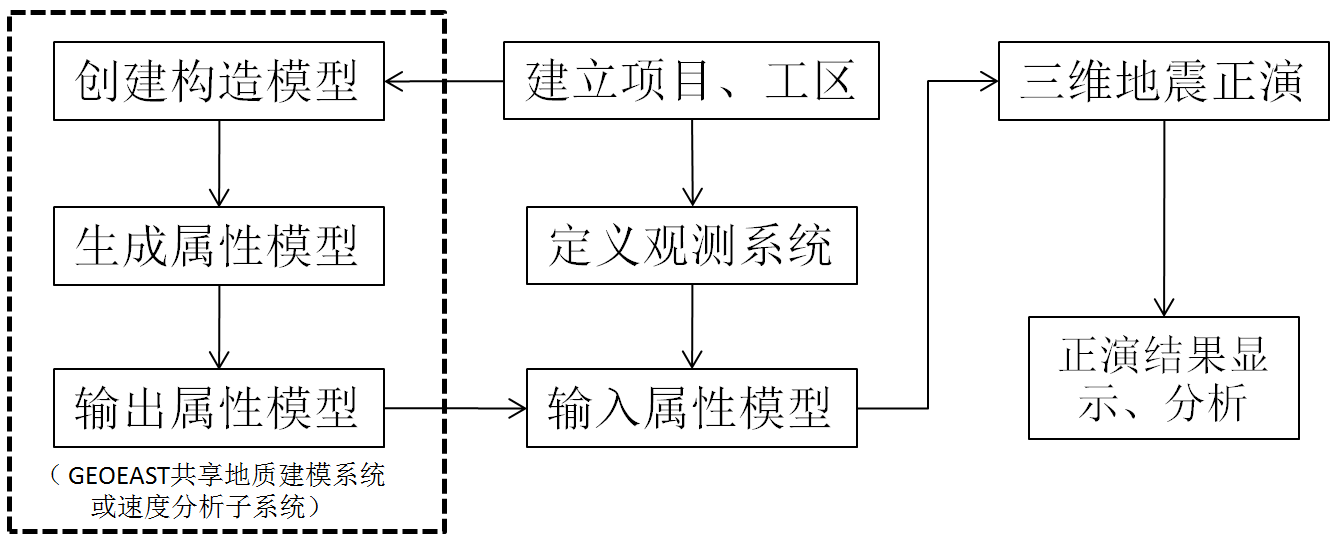 创建构造模型
生成属性模型
输出属性模型
（ GEOEAST共享地质建模系统
或速度分析子系统）
建立项目、工区
定义观测系统
输入属性模型
三维地震正演
正演结果显
示、分析